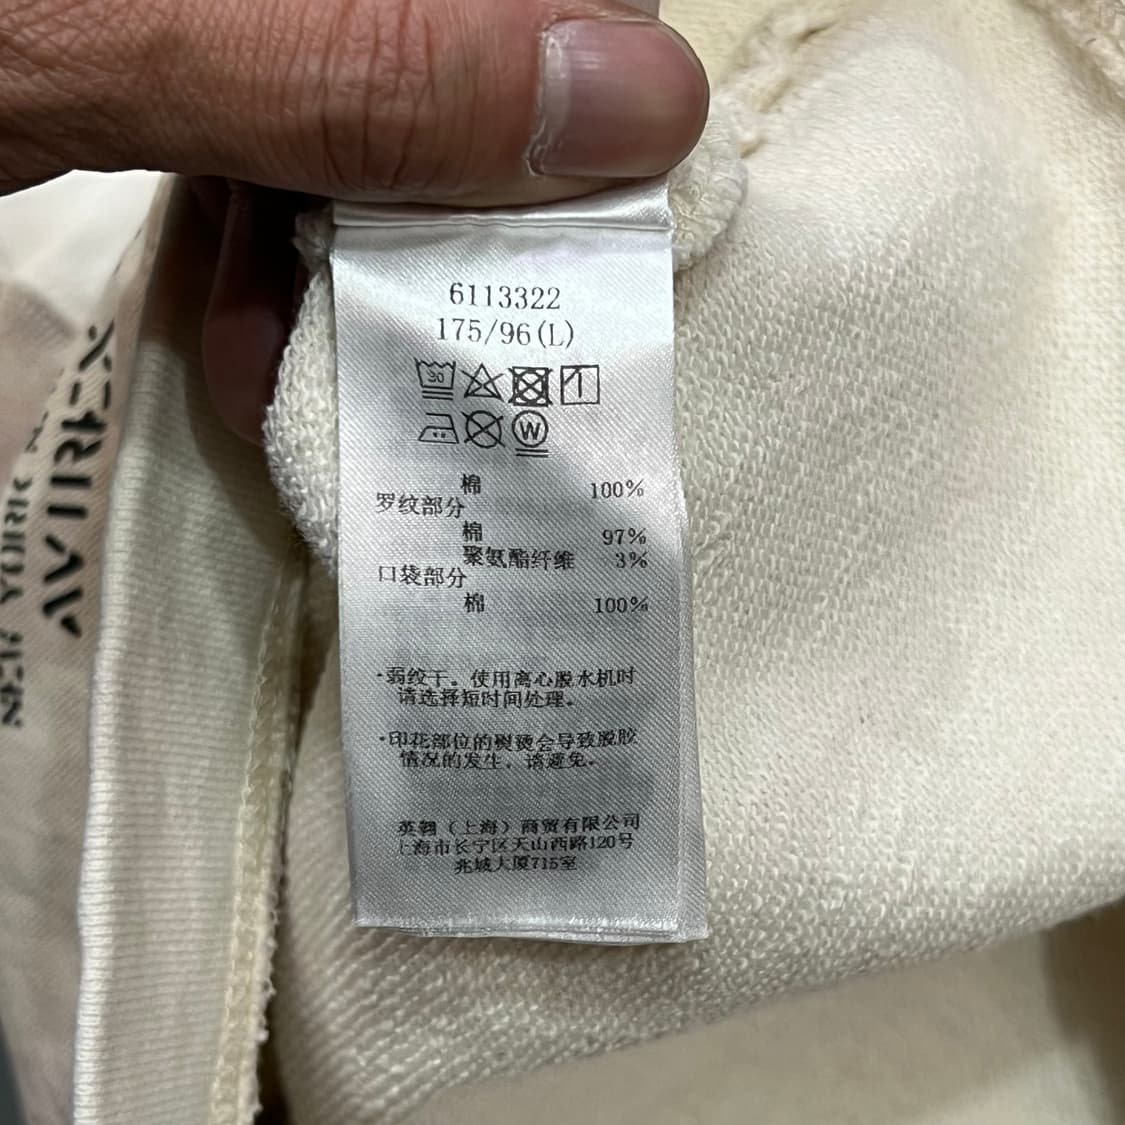 6113322
175/96(L)
30
W
棉 100%
罗纹部分
棉 97%
聚氨酯纤维 3%
口袋部分
棉 100%
·弱绞干。使用离心脱水机时
请选择短时间处理。
·印花部位的熨烫会导致脱胶
情况的发生，请避免。
英翱（上海）商贸有限公司
上海市长宁区天山西路120号
兆城大厦715室
AVIREX
NEW YORK